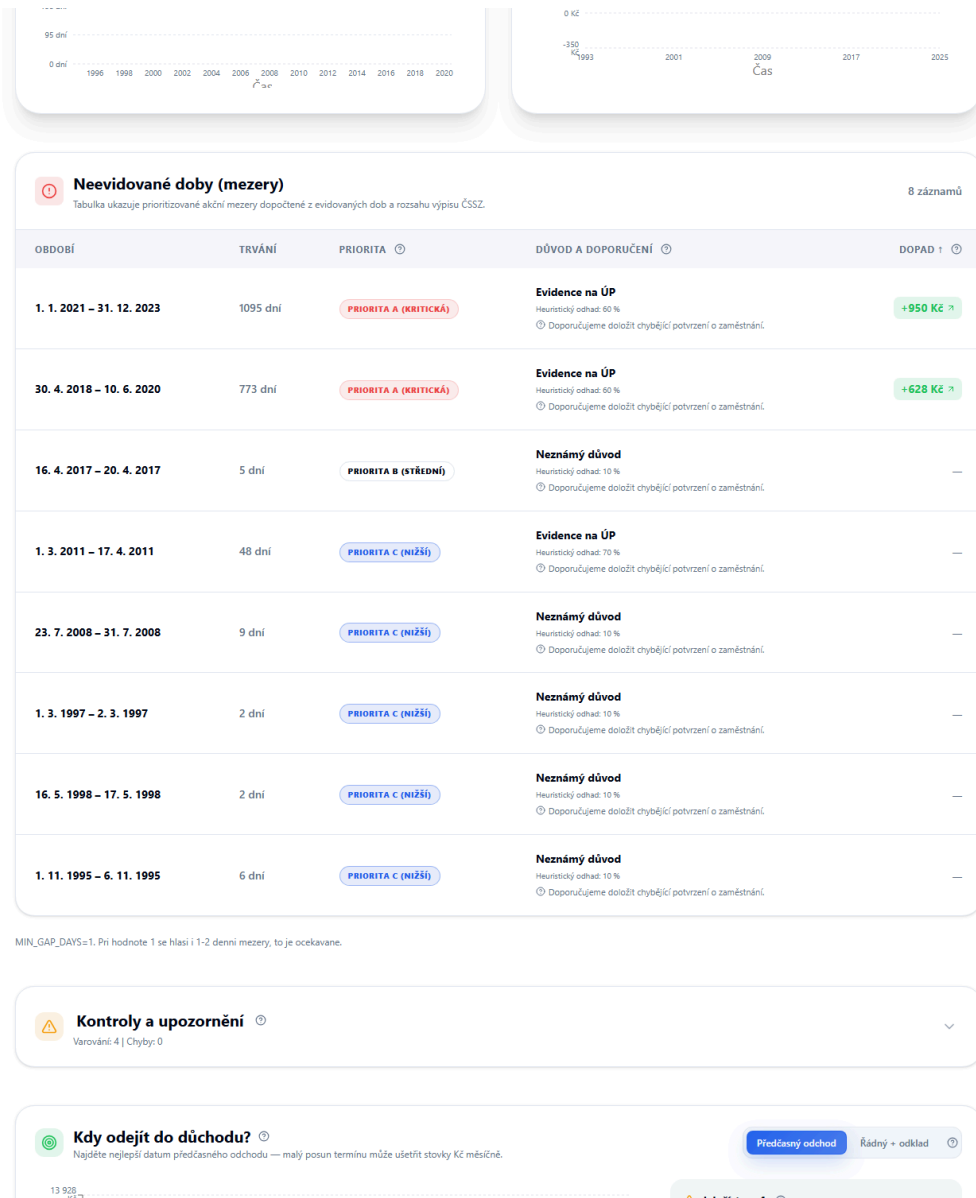 95 dní
0 dní
1996 1998 2000 2002 2004 2006 2008 2010 2012 2014 2016 2018 2020
0 Kč
-350 Kč
1993 2001 2009 2017 2025
Čas
Neevidované doby (mezery)
8 záznamů
Tabulka ukazuje prioritizované akční mezery dopočtené z evidovaných dob a rozsahu výpisu ČSSZ.
OBDOBÍ TRVÁNÍ PRIORITA DŮVOD A DOPORUČENÍ DOPAD ↑
Evidence na ÚP
1. 1. 2021 – 31. 12. 2023 1095 dní PRIORITA A (KRITICKÁ) Heuristický odhad: 60 % +950 Kč ↗
Doporučujeme doložit chybějící potvrzení o zaměstnání.
Evidence na ÚP
30. 4. 2018 – 10. 6. 2020 773 dní PRIORITA A (KRITICKÁ) Heuristický odhad: 60 % +628 Kč ↗
Doporučujeme doložit chybějící potvrzení o zaměstnání.
Neznámý důvod
16. 4. 2017 – 20. 4. 2017 5 dní PRIORITA B (STŘEDNÍ) Heuristický odhad: 10 % —
Doporučujeme doložit chybějící potvrzení o zaměstnání.
Evidence na ÚP
1. 3. 2011 – 17. 4. 2011 48 dní PRIORITA C (NIŽŠÍ) Heuristický odhad: 70 % —
Doporučujeme doložit chybějící potvrzení o zaměstnání.
Neznámý důvod
23. 7. 2008 – 31. 7. 2008 9 dní PRIORITA C (NIŽŠÍ) Heuristický odhad: 10 % —
Doporučujeme doložit chybějící potvrzení o zaměstnání.
Neznámý důvod
1. 3. 1997 – 2. 3. 1997 2 dní PRIORITA C (NIŽŠÍ) Heuristický odhad: 10 % —
Doporučujeme doložit chybějící potvrzení o zaměstnání.
Neznámý důvod
16. 5. 1998 – 17. 5. 1998 2 dní PRIORITA C (NIŽŠÍ) Heuristický odhad: 10 % —
Doporučujeme doložit chybějící potvrzení o zaměstnání.
Neznámý důvod
1. 11. 1995 – 6. 11. 1995 6 dní PRIORITA C (NIŽŠÍ) Heuristický odhad: 10 % —
Doporučujeme doložit chybějící potvrzení o zaměstnání.
MIN_GAP_DAYS=1. Pri hodnote 1 se hlasi i 1-2 denni mezery, to je ocekavane.
Kontroly a upozornění
Varování: 4 | Chyby: 0
Kdy odejít do důchodu?
Předčasný odchod Řádný + odklad
Najděte nejlepší datum předčasného odchodu — malý posun termínu může ušetřit stovky Kč měsíčně.
13 928